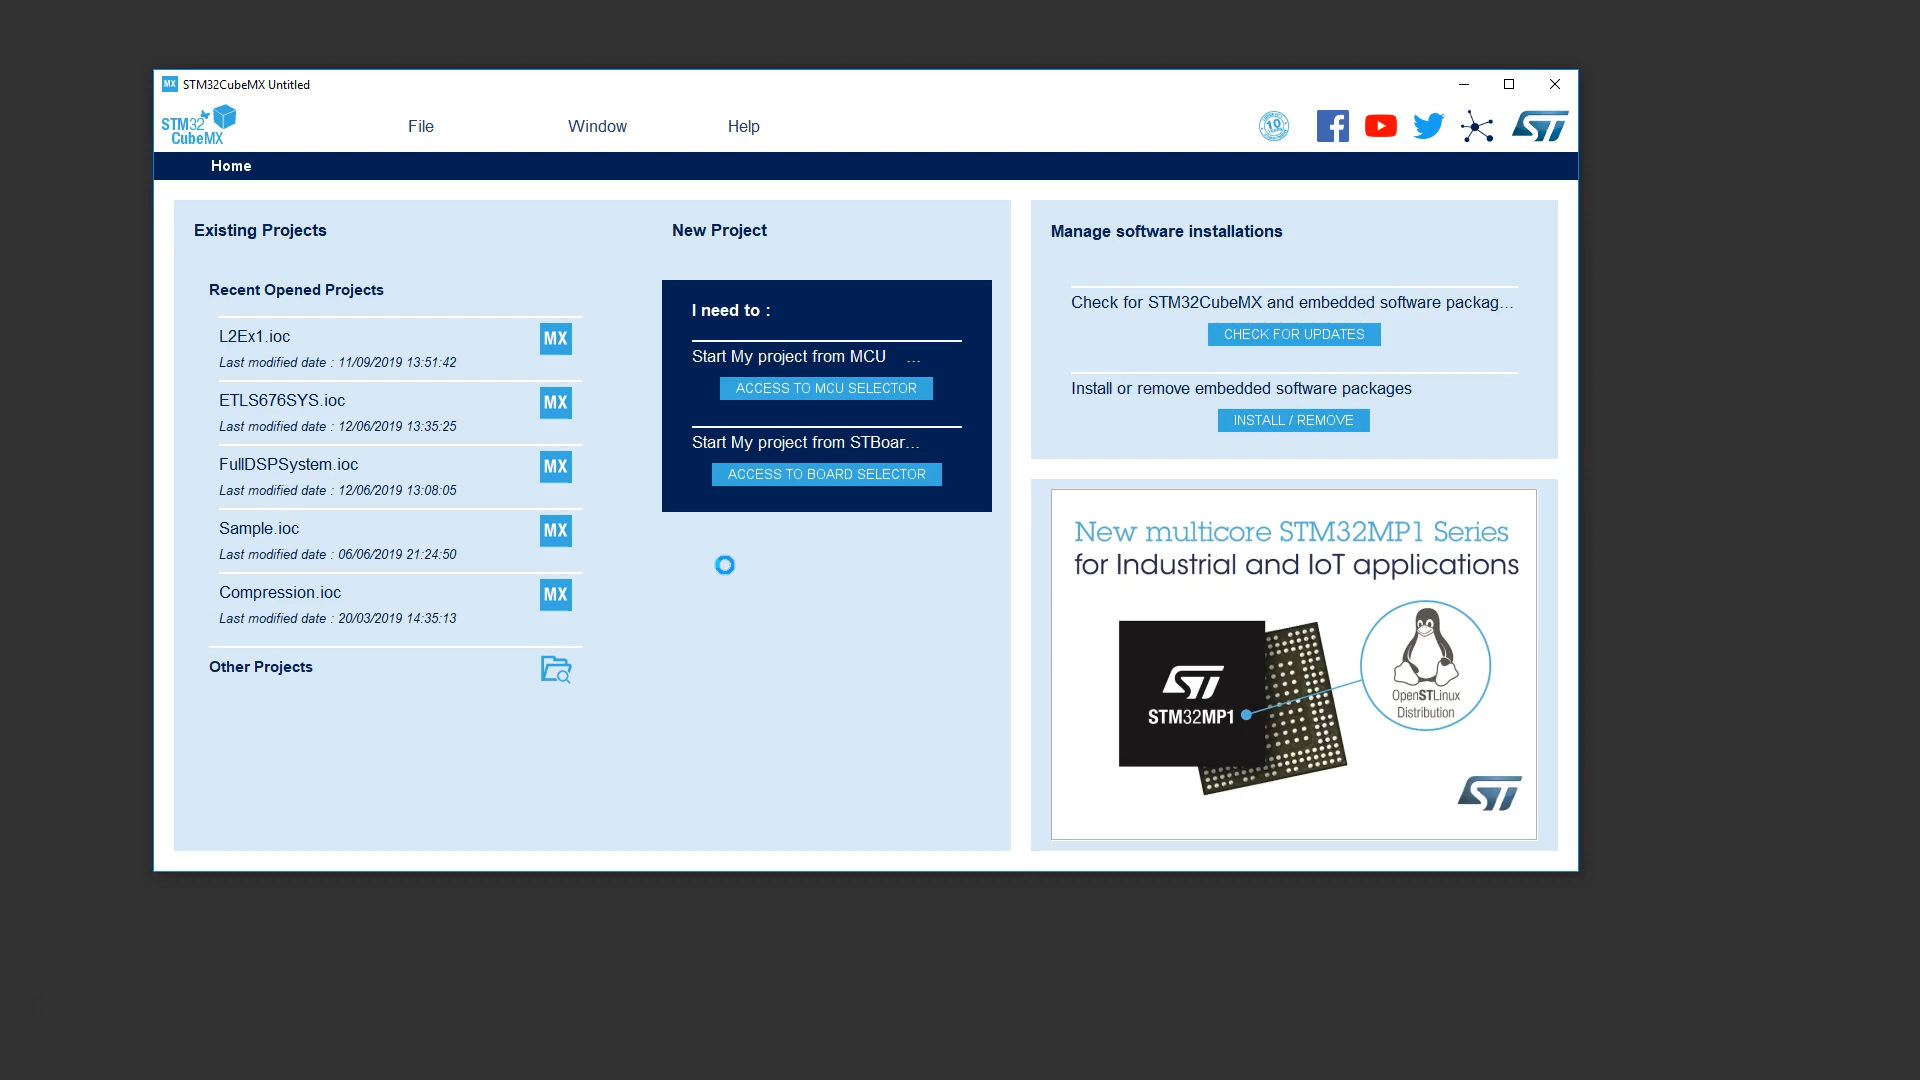 MX STM32CubeMX Untitled
STM32
CubeMX
File
Window
Help
10
ST
Home
Existing Projects
Recent Opened Projects
L2Ex1.ioc
MX
Last modified date : 11/09/2019 13:51:42
ETLS676SYS.ioc
MX
Last modified date : 12/06/2019 13:35:25
FullDSPSystem.ioc
MX
Last modified date : 12/06/2019 13:08:05
Sample.ioc
MX
Last modified date : 06/06/2019 21:24:50
Compression.ioc
MX
Last modified date : 20/03/2019 14:35:13
Other Projects
New Project
I need to :
Start My project from MCU ...
ACCESS TO MCU SELECTOR
Start My project from STBoar...
ACCESS TO BOARD SELECTOR
Manage software installations
Check for STM32CubeMX and embedded software packag...
CHECK FOR UPDATES
Install or remove embedded software packages
INSTALL / REMOVE
New multicore STM32MP1 Series
for Industrial and IoT applications
ST
STM32MP1
OpenSTLinux
Distribution
ST